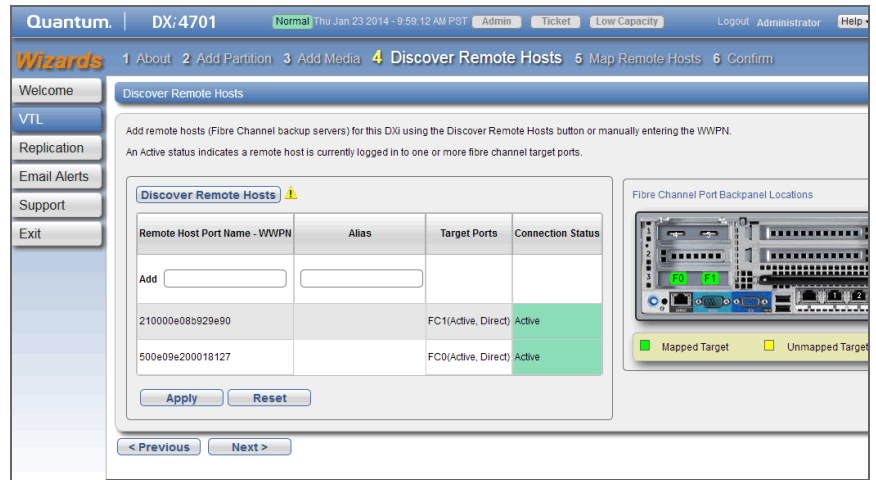 Quantum. DXi4701 Normal Thu Jan 23 2014 - 9:59:12 AM PST Admin Ticket Low Capacity Logout Administrator Help
Wizards 1 About 2 Add Partition 3 Add Media 4 Discover Remote Hosts 5 Map Remote Hosts 6 Confirm
Welcome
VTL
Replication
Email Alerts
Support
Exit
Discover Remote Hosts
Add remote hosts (Fibre Channel backup servers) for this DXi using the Discover Remote Hosts button or manually entering the WWPN.
An Active status indicates a remote host is currently logged in to one or more fibre channel target ports.
Discover Remote Hosts
Remote Host Port Name - WWPN Alias Target Ports Connection Status
Add
210000e08b929e90 FC1(Active, Direct) Active
500e09e200018127 FC0(Active, Direct) Active
Apply Reset
Fibre Channel Port Backpanel Locations
1
2
3 F0 F1
1 2
Mapped Target Unmapped Target
< Previous Next >